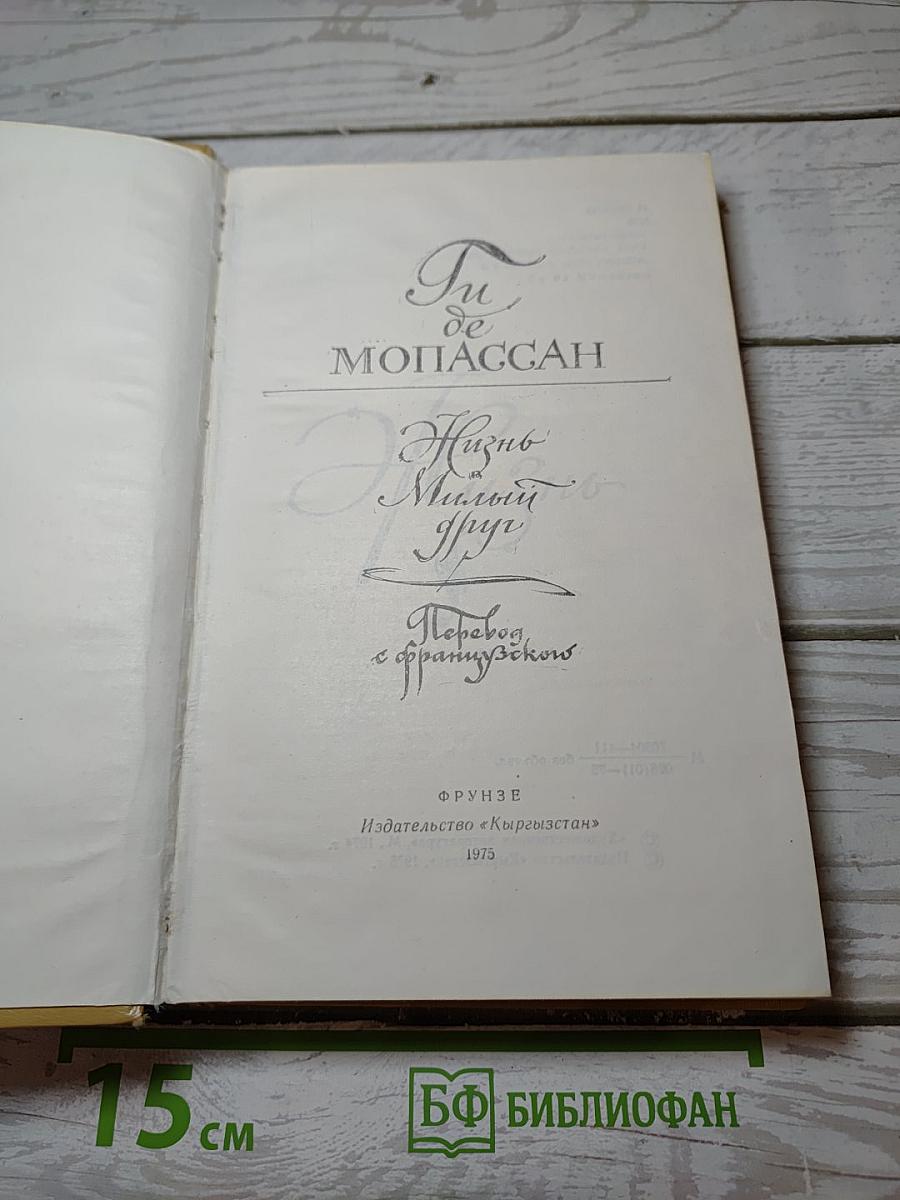 Ги
де
МОПАССАН
Жизнь
Милый
друг
Перевод
с французского
ФРУНЗЕ
Издательство «Кыргызстан»
1975
15 см
БФ БИБЛИОФАН